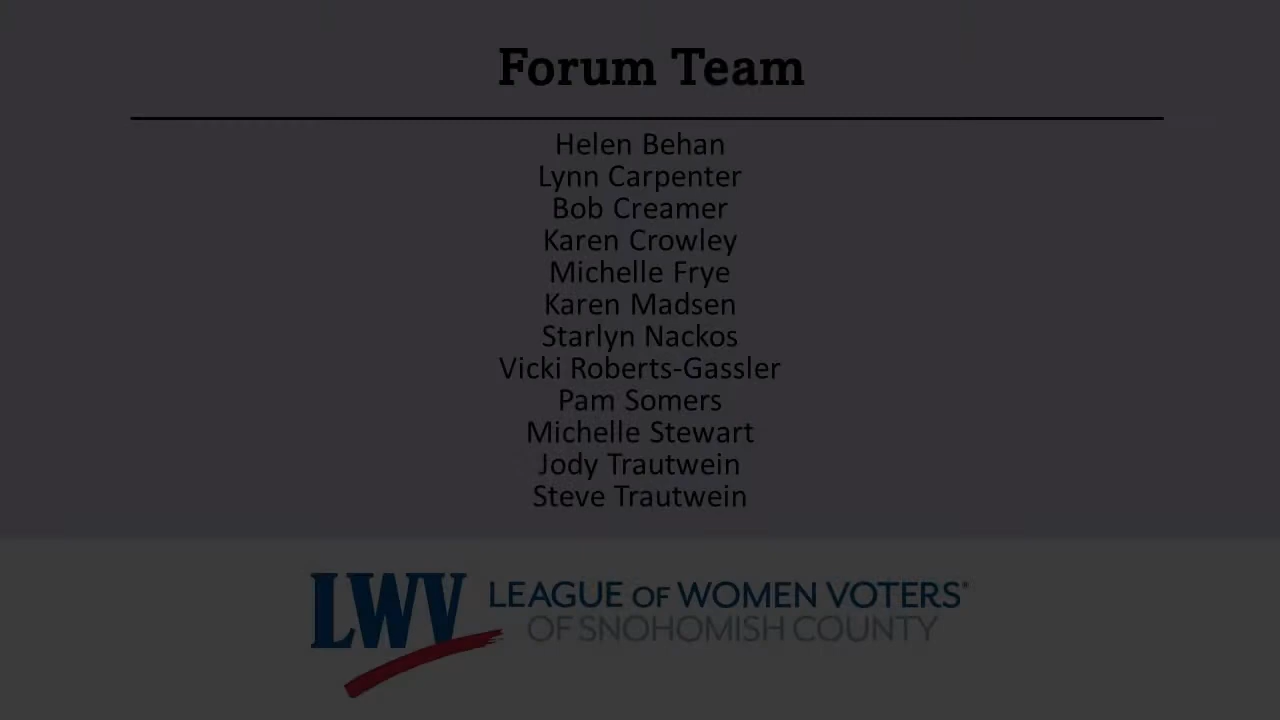 Forum Team
Helen Behan
Lynn Carpenter
Bob Creamer
Karen Crowley
Michelle Frye
Karen Madsen
Starlyn Nackos
Vicki Roberts-Gassler
Pam Somers
Michelle Stewart
Jody Trautwein
Steve Trautwein
LWV LEAGUE OF WOMEN VOTERS®
OF SNOHOMISH COUNTY